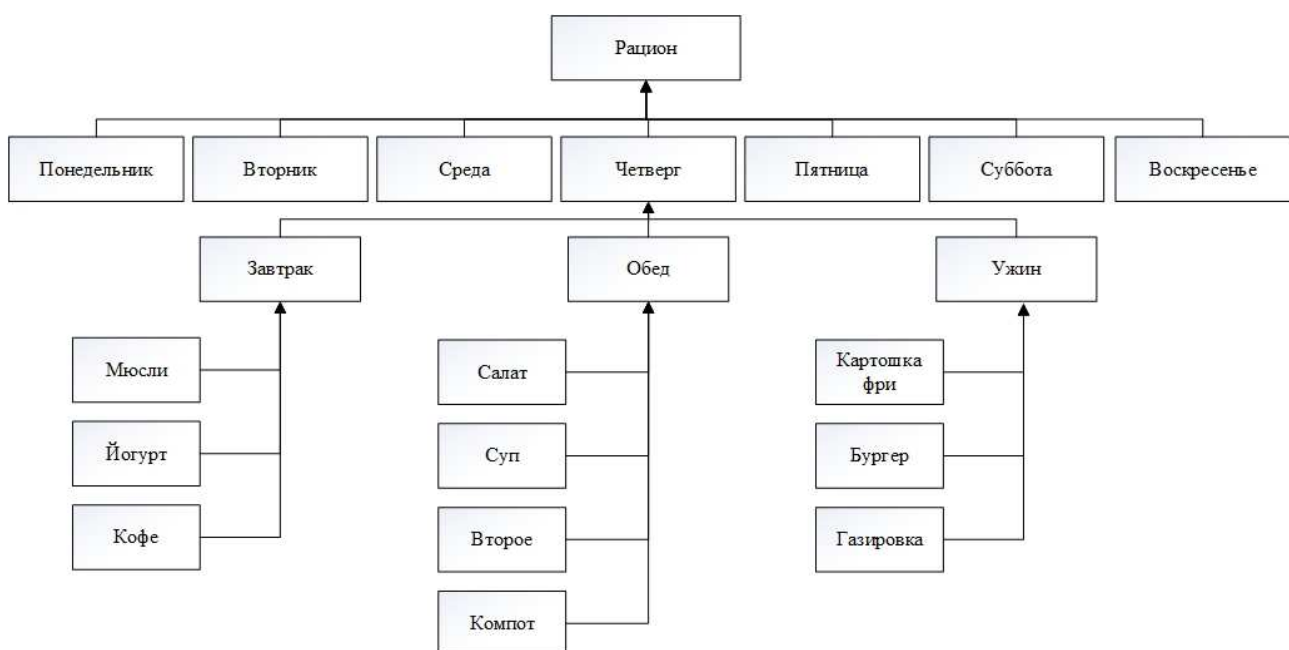 Рацион
Понедельник
Вторник
Среда
Четверг
Пятница
Суббота
Воскресенье
Завтрак
Обед
Ужин
Мюсли
Йогурт
Кофе
Салат
Суп
Второе
Компот
Картошка
фри
Бургер
Газировка